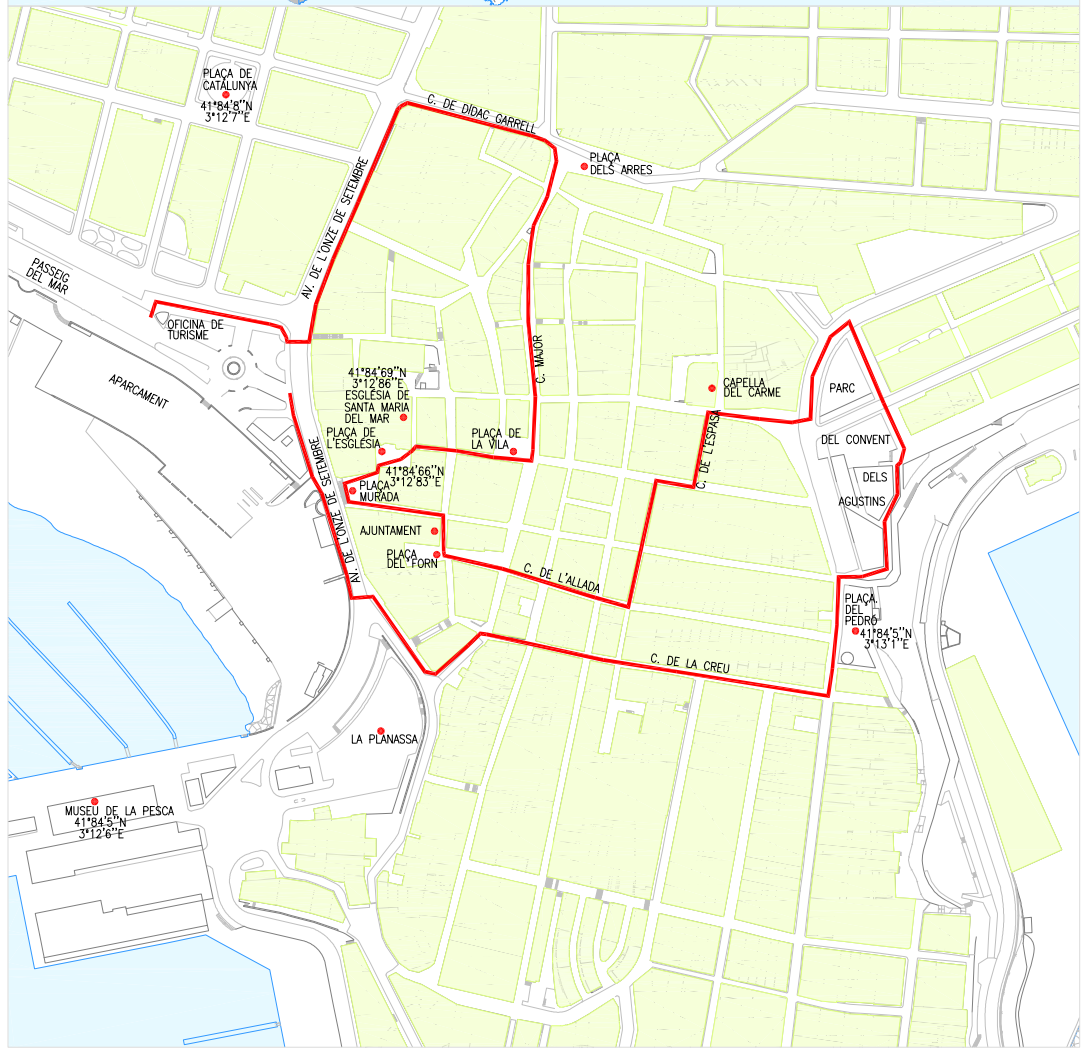 PLAÇA DE
CATALUNYA
41°84'8''N
3°12'7''E
C. DE DÍDAC GARRELL
PLAÇA
DELS ARRES
AV. DE L'ONZE DE SETEMBRE
PASSEIG
DEL MAR
OFICINA DE
TURISME
APARCAMENT
C. MAJOR
41°84'69''N
3°12'86''E
ESGLÉSIA DE
SANTA MARIA
DEL MAR
PLAÇA DE
L'ESGLÉSIA
PLAÇA DE
LA VILA
CAPELLA
DEL CARME
PARC
DEL CONVENT
DELS
AGUSTINS
C. DE L'ESPASA
41°84'66''N
3°12'83''E
PLAÇA
MURADA
AV. DE L'ONZE DE SETEMBRE
AJUNTAMENT
PLAÇA
DEL FORN
C. DE L'ALLADA
PLAÇA.
DEL
PEDRÓ
41°84'5''N
3°13'1''E
C. DE LA CREU
LA PLANASSA
MUSEU DE LA PESCA
41°84'5''N
3°12'6''E